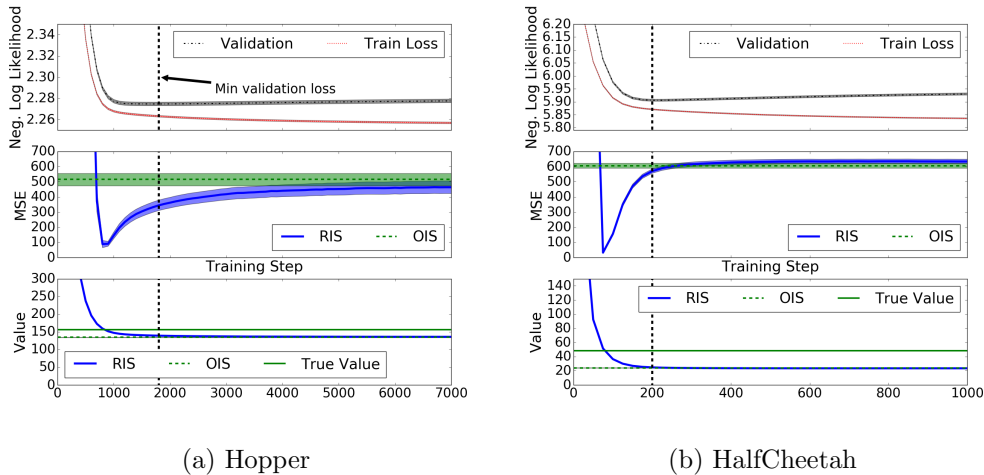 Neg. Log Likelihood
2.34
2.32
2.30
2.28
2.26
Validation
Train Loss
Min validation loss
MSE
700
600
500
400
300
200
100
0
RIS
OIS
Training Step
Value
300
250
200
150
100
50
0
RIS
OIS
True Value
0
1000
2000
3000
4000
5000
6000
7000
(a) Hopper
Neg. Log Likelihood
6.20
6.15
6.10
6.05
6.00
5.95
5.90
5.85
5.80
Validation
Train Loss
MSE
700
600
500
400
300
200
100
0
RIS
OIS
Training Step
Value
150
140
120
100
80
60
40
20
0
RIS
OIS
True Value
0
200
400
600
800
1000
(b) HalfCheetah